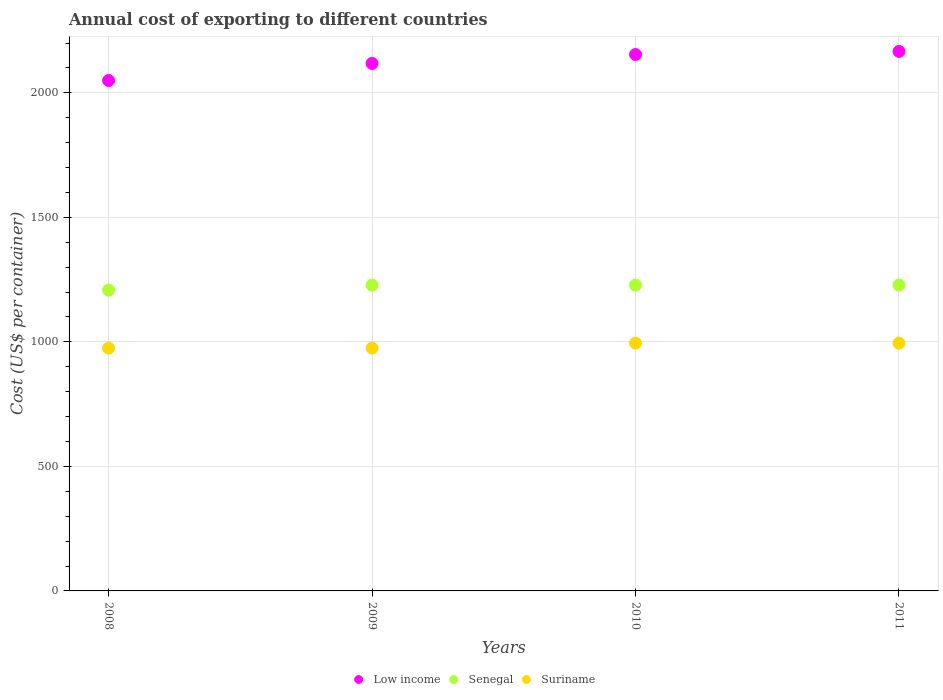 Annual cost of exporting to different countries
Cost (US$ per container)
2000
1500
1000
500
0
2008
2009
2010
2011
Years
Low income
Senegal
Suriname